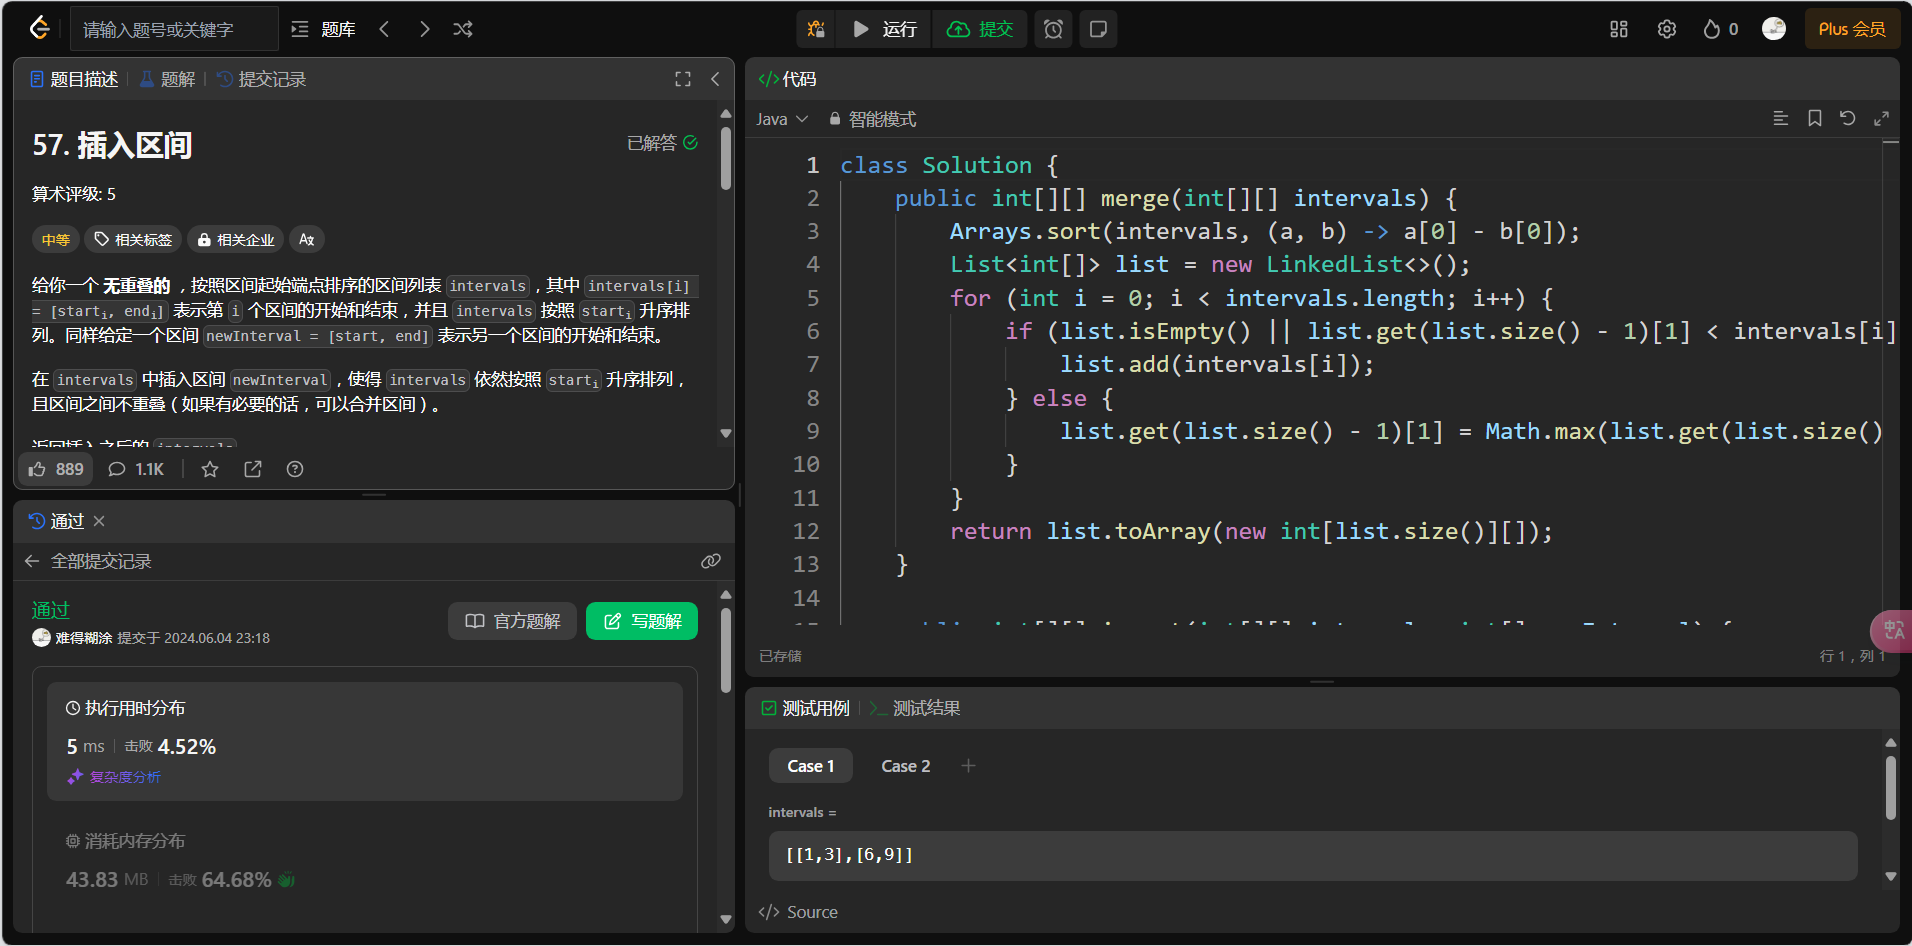 请输入题号或关键字
题库
运行
提交
0
Plus 会员
题目描述
题解
提交记录
57. 插入区间
已解答
算术评级: 5
中等
相关标签
相关企业
给你一个 无重叠的 ，按照区间起始端点排序的区间列表 intervals，其中 intervals[i]
= [starti, endi] 表示第 i 个区间的开始和结束，并且 intervals 按照 starti 升序排
列。同样给定一个区间 newInterval = [start, end] 表示另一个区间的开始和结束。
在 intervals 中插入区间 newInterval，使得 intervals 依然按照 starti 升序排列，
且区间之间不重叠（如果有必要的话，可以合并区间）。
返回插入之后的 intervals
889
1.1K
通过
全部提交记录
通过
难得糊涂 提交于 2024.06.04 23:18
官方题解
写题解
执行用时分布
5 ms
击败 4.52%
复杂度分析
消耗内存分布
43.83 MB
击败 64.68%
</> 代码
Java
智能模式
1 class Solution {
2 public int[][] merge(int[][] intervals) {
3 Arrays.sort(intervals, (a, b) -> a[0] - b[0]);
4 List<int[]> list = new LinkedList<>();
5 for (int i = 0; i < intervals.length; i++) {
6 if (list.isEmpty() || list.get(list.size() - 1)[1] < intervals[i]
7 list.add(intervals[i]);
8 } else {
9 list.get(list.size() - 1)[1] = Math.max(list.get(list.size()
10 }
11 }
12 return list.toArray(new int[list.size()][]);
13 }
14
已存储
行 1，列 1
测试用例
测试结果
Case 1
Case 2
intervals =
[[1,3],[6,9]]
</> Source